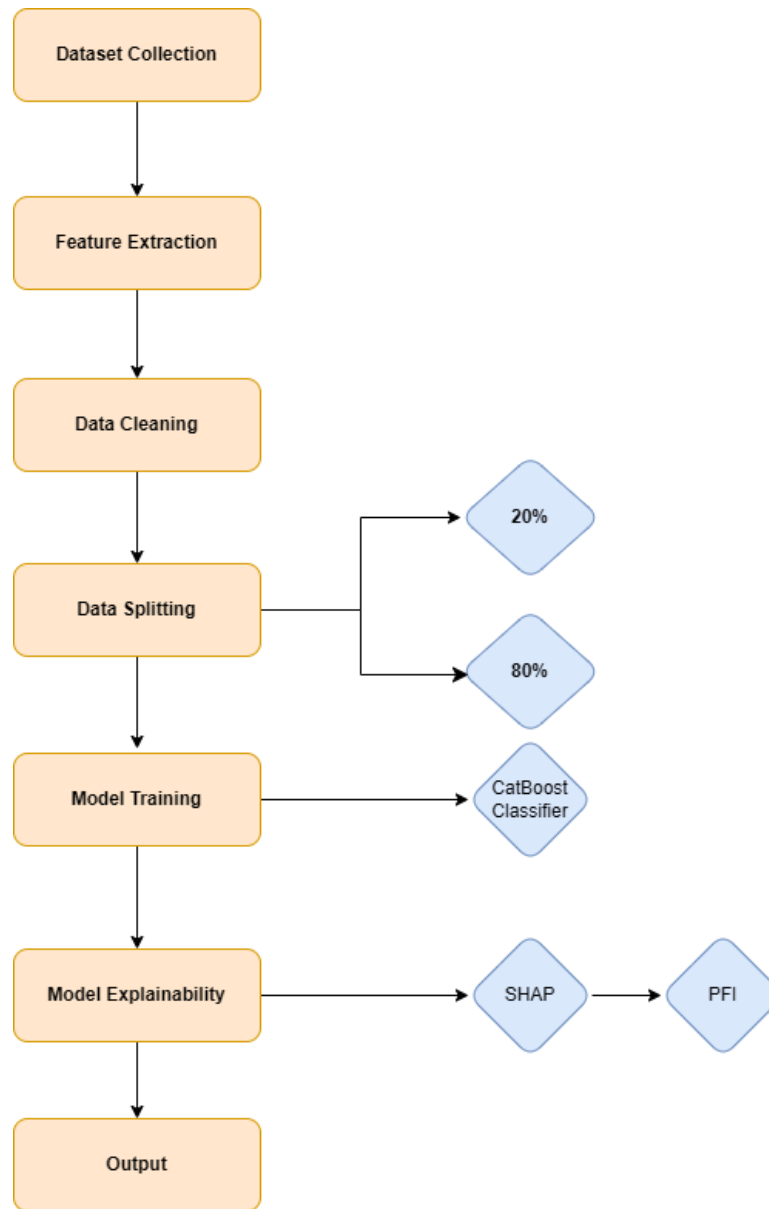 Dataset Collection
Feature Extraction
Data Cleaning
20%
Data Splitting
80%
CatBoost
Classifier
Model Training
Model Explainability
SHAP
PFI
Output